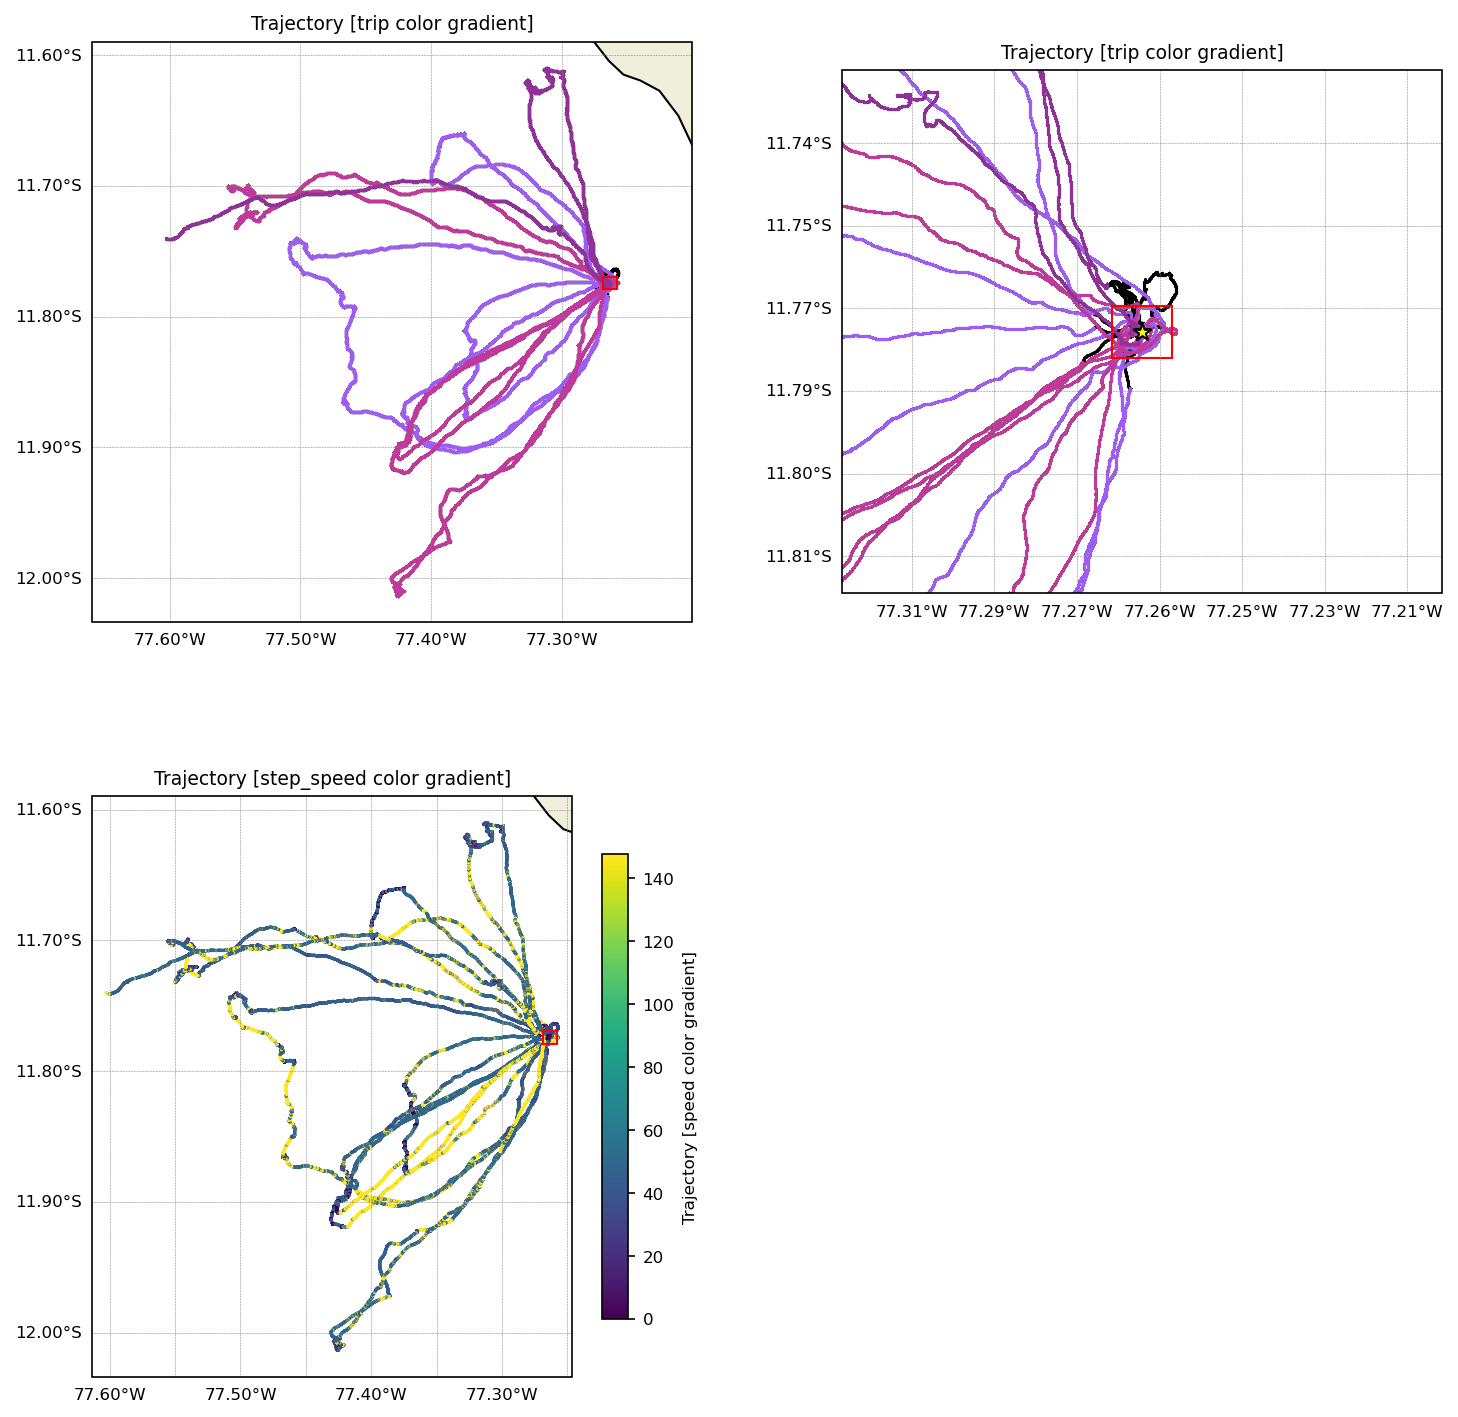 Trajectory [trip color gradient]
11.60°S
11.70°S
11.80°S
11.90°S
12.00°S
77.60°W 77.50°W 77.40°W 77.30°W
Trajectory [trip color gradient]
11.74°S
11.75°S
11.77°S
11.79°S
11.80°S
11.81°S
77.31°W 77.29°W 77.27°W 77.26°W 77.25°W 77.23°W 77.21°W
Trajectory [step_speed color gradient]
11.60°S
11.70°S
11.80°S
11.90°S
12.00°S
77.60°W 77.50°W 77.40°W 77.30°W
140
120
100
80
60
40
20
0
Trajectory [speed color gradient]